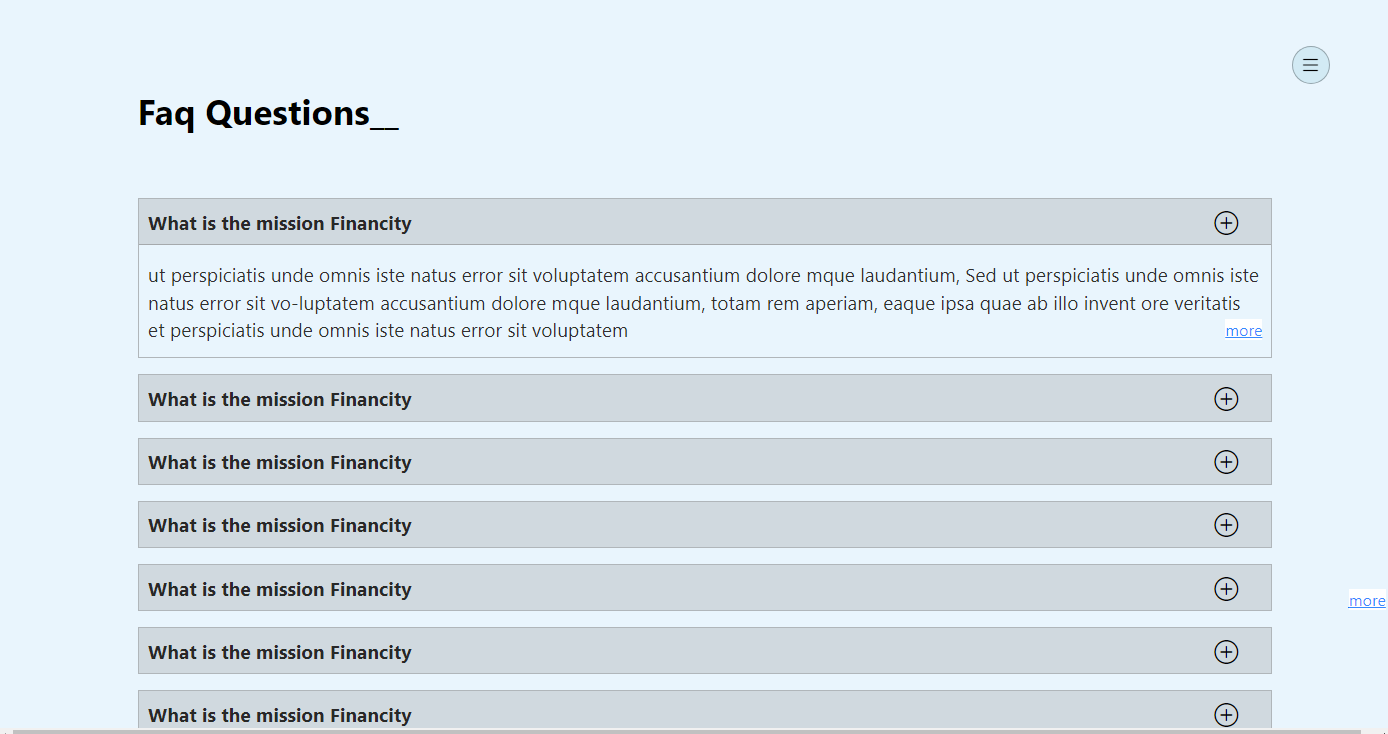 Faq Questions__
What is the mission Financity
ut perspiciatis unde omnis iste natus error sit voluptatem accusantium dolore mque laudantium, Sed ut perspiciatis unde omnis iste
natus error sit vo-luptatem accusantium dolore mque laudantium, totam rem aperiam, eaque ipsa quae ab illo invent ore veritatis
et perspiciatis unde omnis iste natus error sit voluptatem more
What is the mission Financity
What is the mission Financity
What is the mission Financity
What is the mission Financity
more
What is the mission Financity
What is the mission Financity